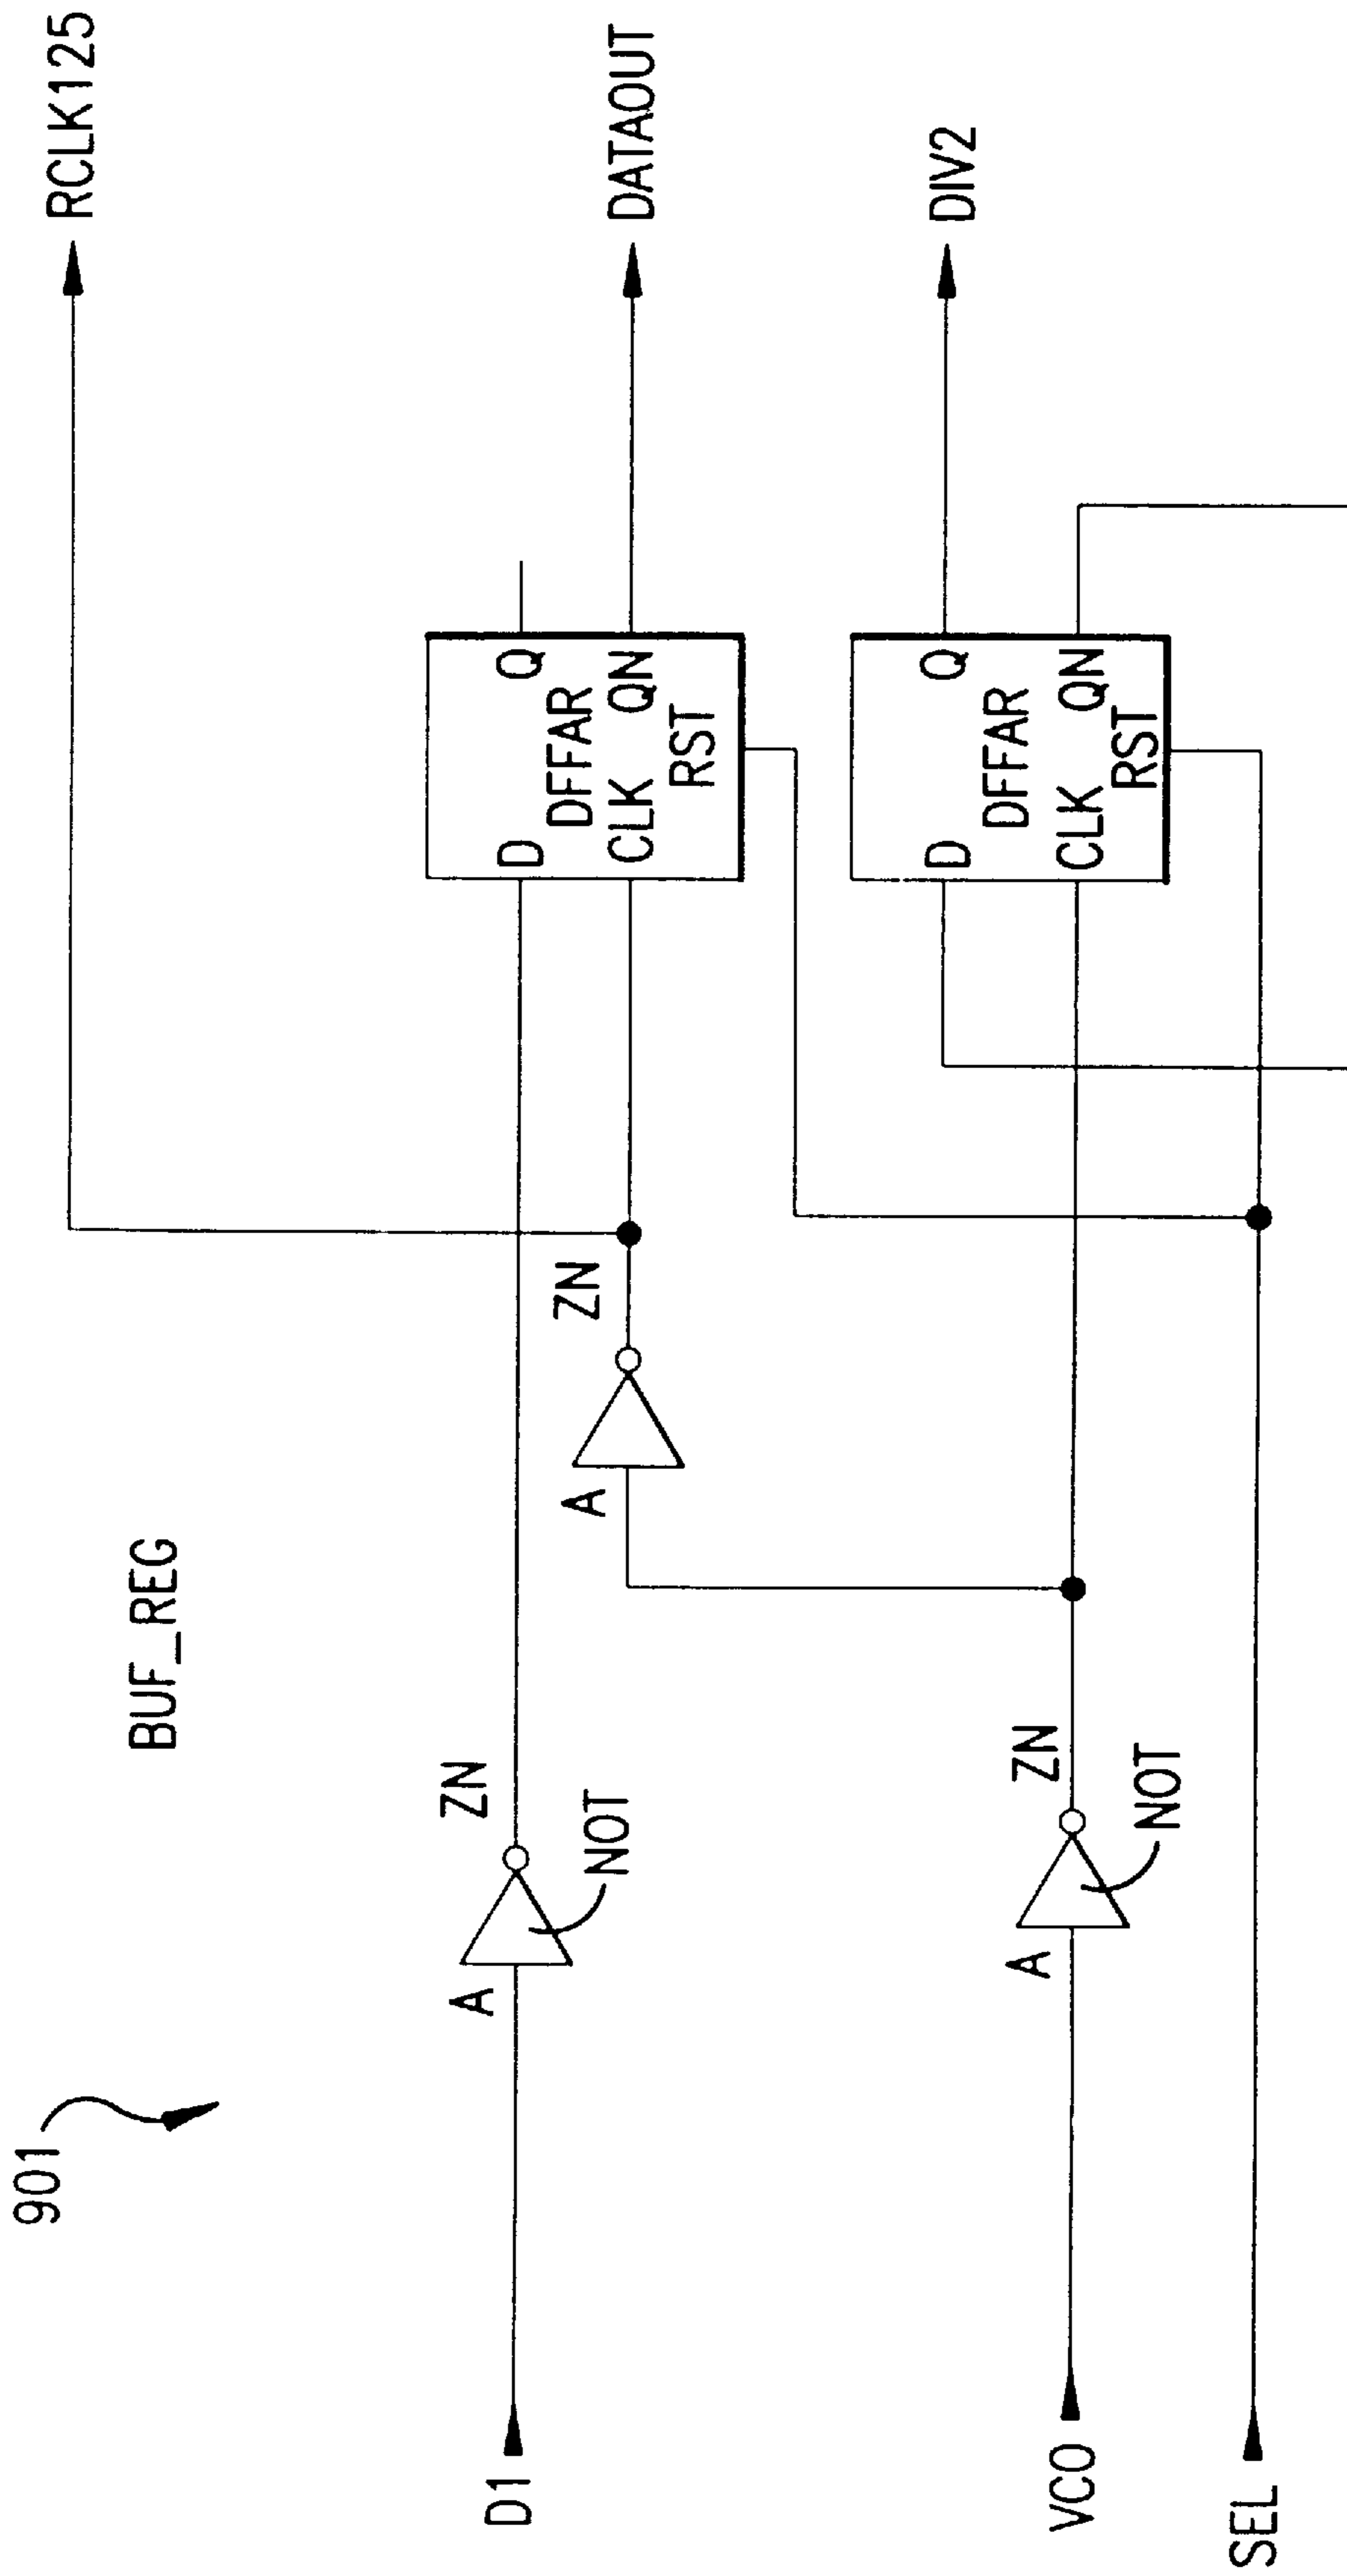 901
BUF_REG
RCLK125
D1
A
ZN
NOT
A
ZN
D
Q
DFFAR
CLK
QN
RST
DATAOUT
VCO
A
ZN
NOT
D
Q
DFFAR
CLK
QN
RST
DIV2
SEL